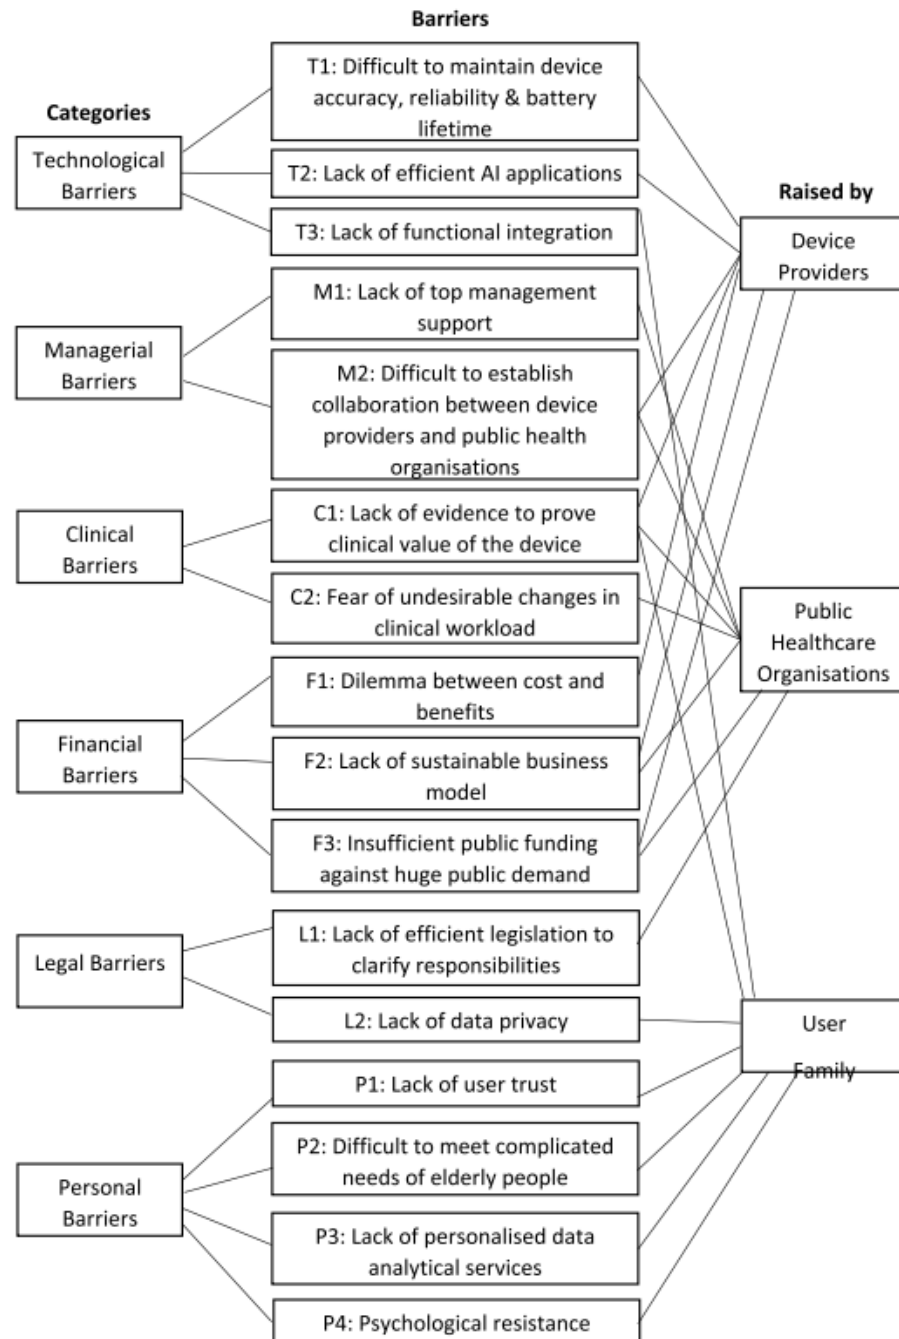 Barriers
T1: Difficult to maintain device
accuracy, reliability & battery
lifetime
Categories
Technological
Barriers
T2: Lack of efficient AI applications
Raised by
T3: Lack of functional integration
Device
Providers
M1: Lack of top management
support
Managerial
Barriers
M2: Difficult to establish
collaboration between device
providers and public health
organisations
Clinical
Barriers
C1: Lack of evidence to prove
clinical value of the device
C2: Fear of undesirable changes in
clinical workload
Public
Healthcare
Organisations
F1: Dilemma between cost and
benefits
Financial
Barriers
F2: Lack of sustainable business
model
F3: Insufficient public funding
against huge public demand
Legal Barriers
L1: Lack of efficient legislation to
clarify responsibilities
L2: Lack of data privacy
User
Family
P1: Lack of user trust
P2: Difficult to meet complicated
needs of elderly people
Personal
Barriers
P3: Lack of personalised data
analytical services
P4: Psychological resistance